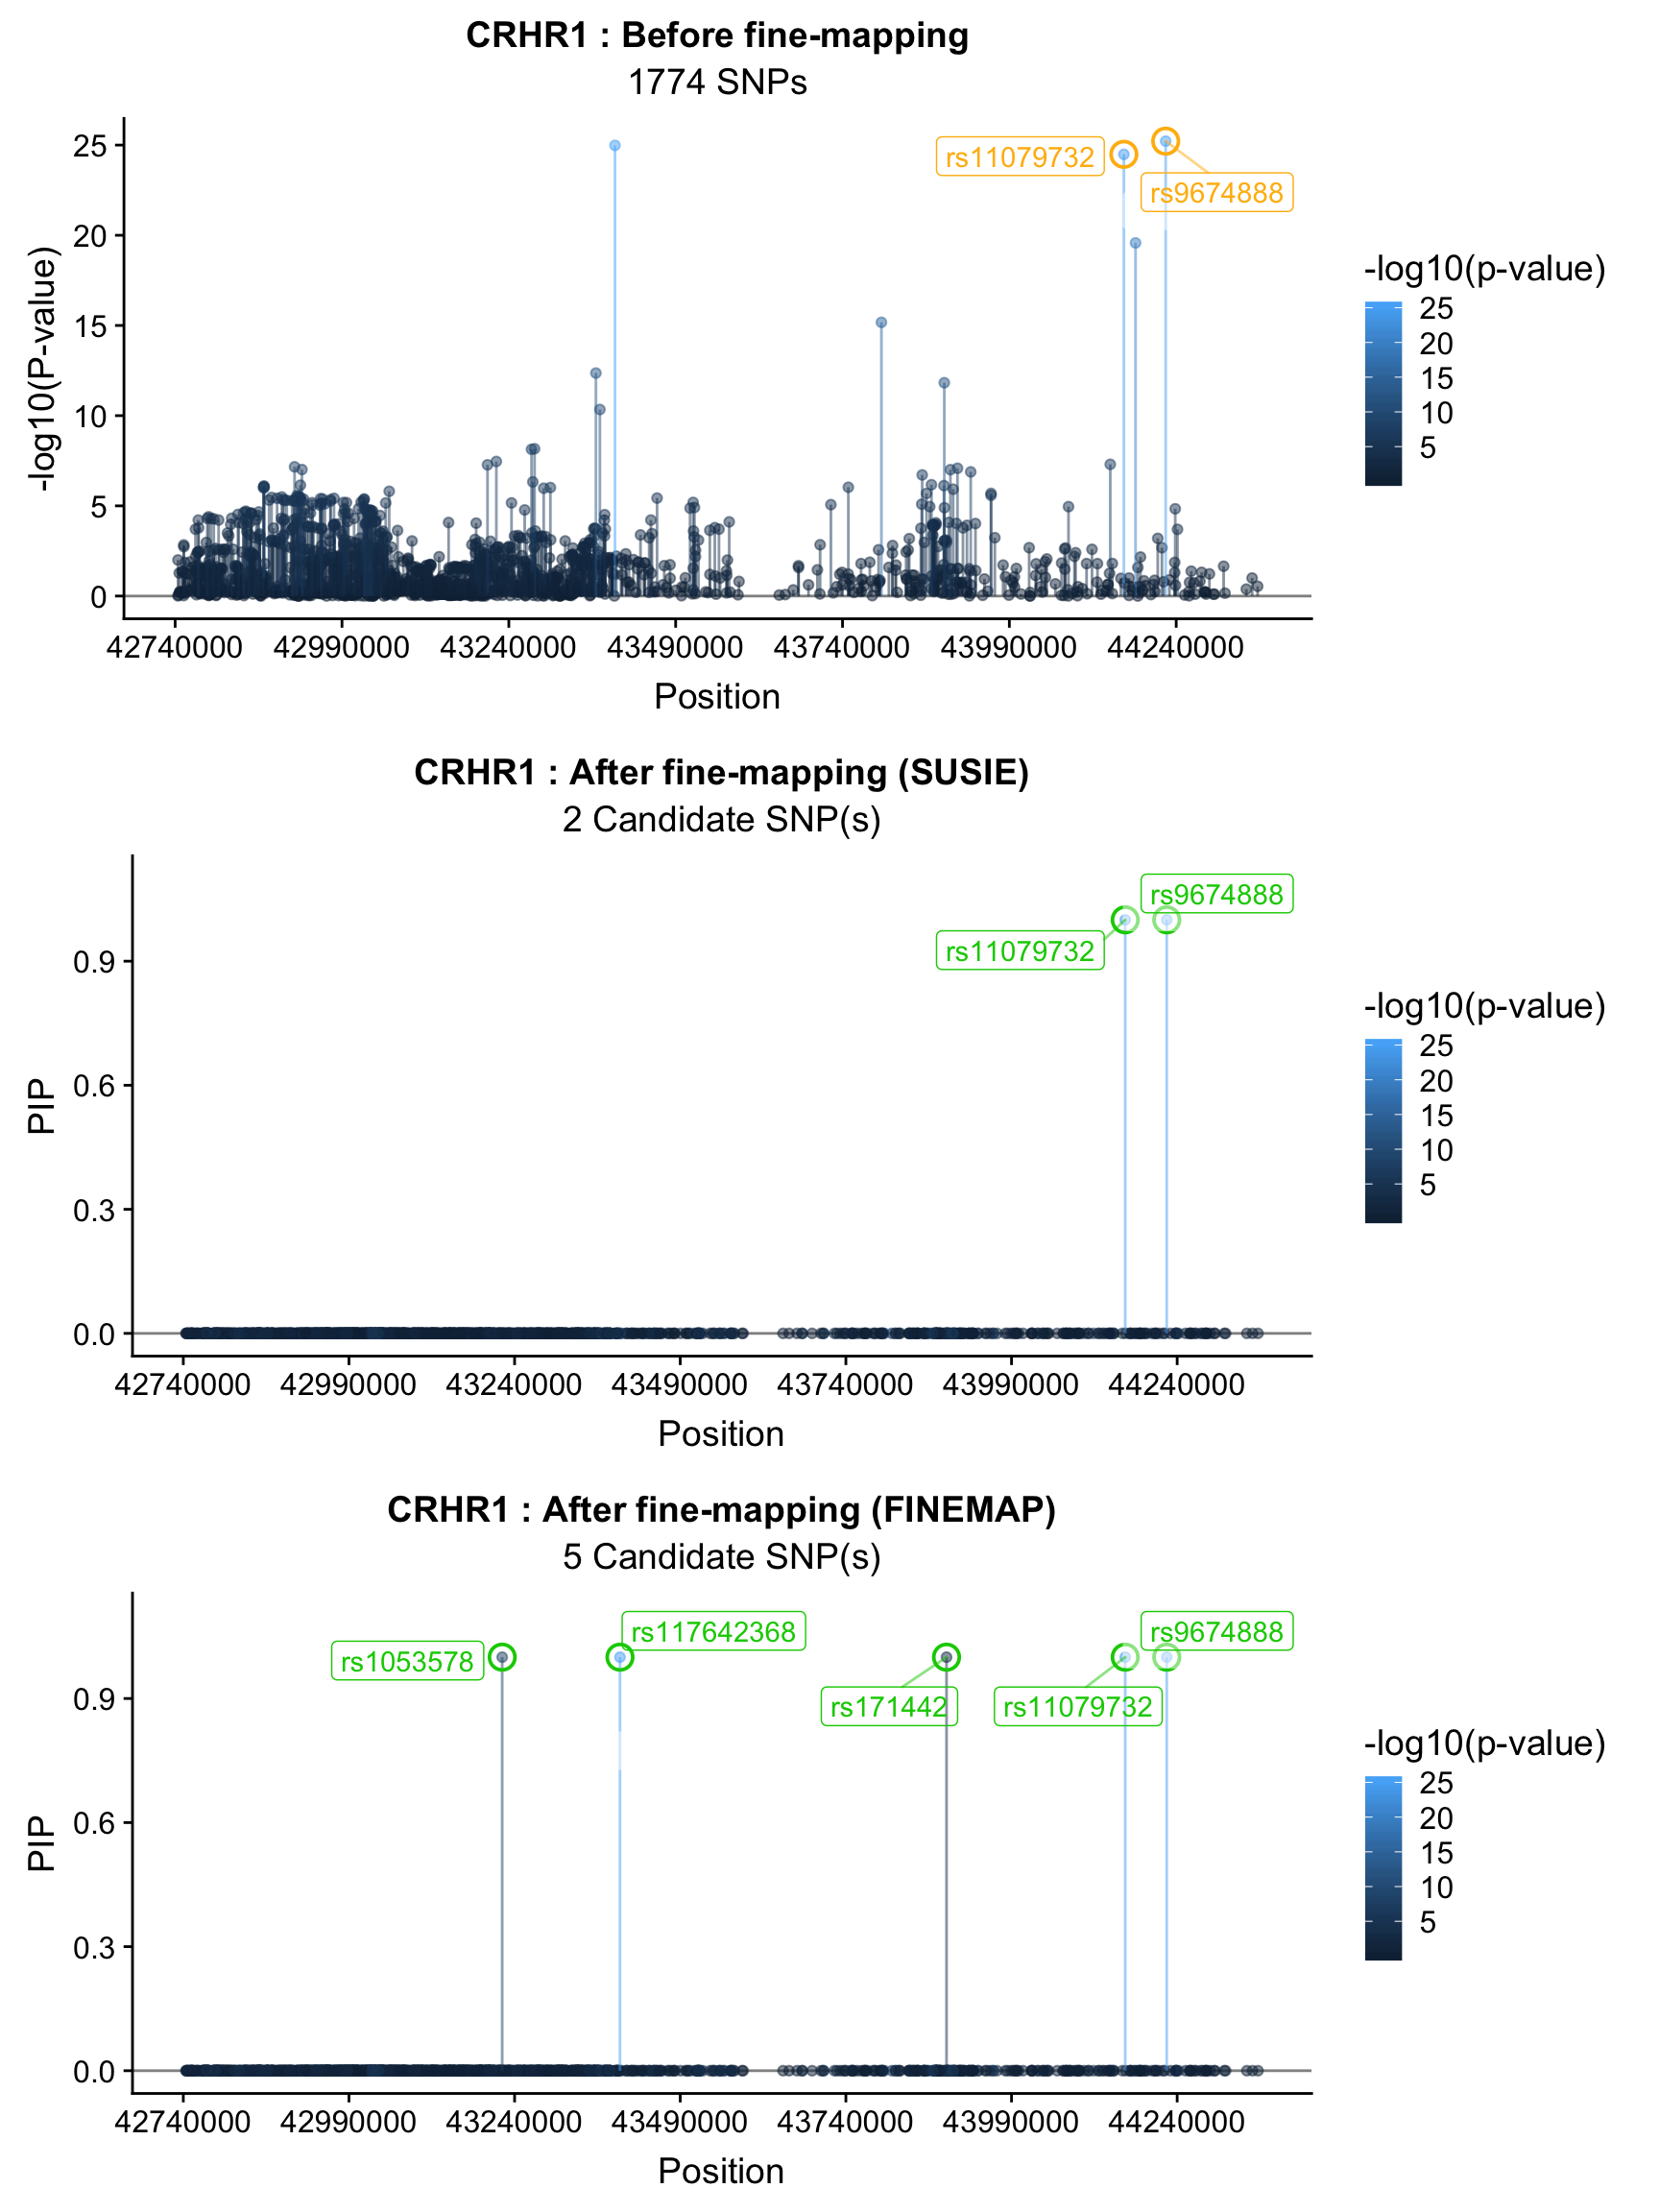 CRHR1 : Before fine-mapping
1774 SNPs
-log10(P-value)
25
20
15
10
5
0
rs11079732
rs9674888
42740000 42990000 43240000 43490000 43740000 43990000 44240000
Position
-log10(p-value)
25
20
15
10
5
CRHR1 : After fine-mapping (SUSIE)
2 Candidate SNP(s)
PIP
0.9
0.6
0.3
0.0
rs9674888
rs11079732
42740000 42990000 43240000 43490000 43740000 43990000 44240000
Position
-log10(p-value)
25
20
15
10
5
CRHR1 : After fine-mapping (FINEMAP)
5 Candidate SNP(s)
PIP
0.9
0.6
0.3
0.0
rs1053578
rs117642368
rs171442
rs11079732
rs9674888
42740000 42990000 43240000 43490000 43740000 43990000 44240000
Position
-log10(p-value)
25
20
15
10
5